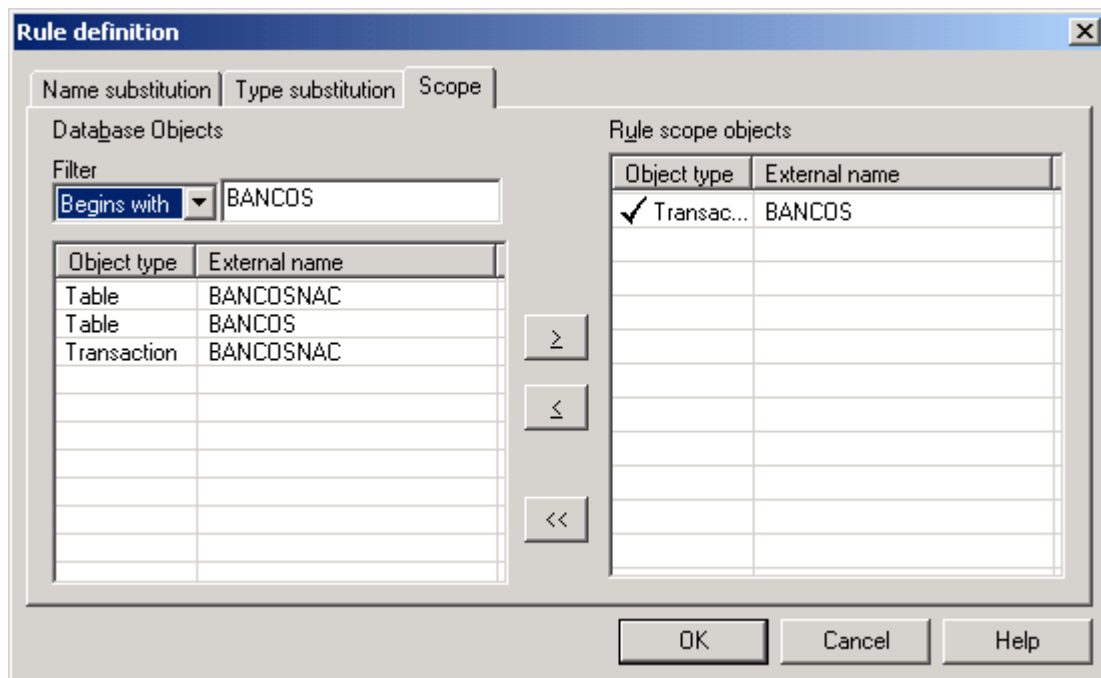 Rule definition
Name substitution Type substitution Scope
Database Objects
Filter
Begins with BANCOS
Object type External name
Table BANCOSNAC
Table BANCOS
Transaction BANCOSNAC
>
<
<<
Rule scope objects
Object type External name
Transac... BANCOS
OK Cancel Help